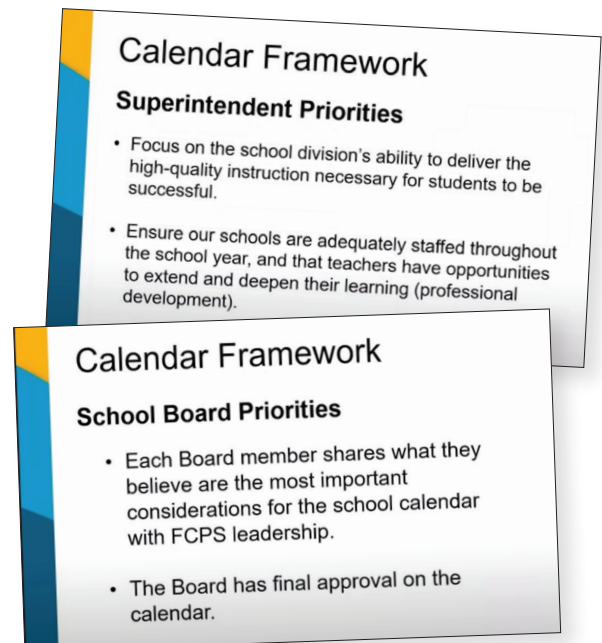 Calendar Framework
Superintendent Priorities
• Focus on the school division's ability to deliver the
high-quality instruction necessary for students to be
successful.
• Ensure our schools are adequately staffed throughout
the school year, and that teachers have opportunities
to extend and deepen their learning (professional
development).
Calendar Framework
School Board Priorities
• Each Board member shares what they
believe are the most important
considerations for the school calendar
with FCPS leadership.
• The Board has final approval on the
calendar.